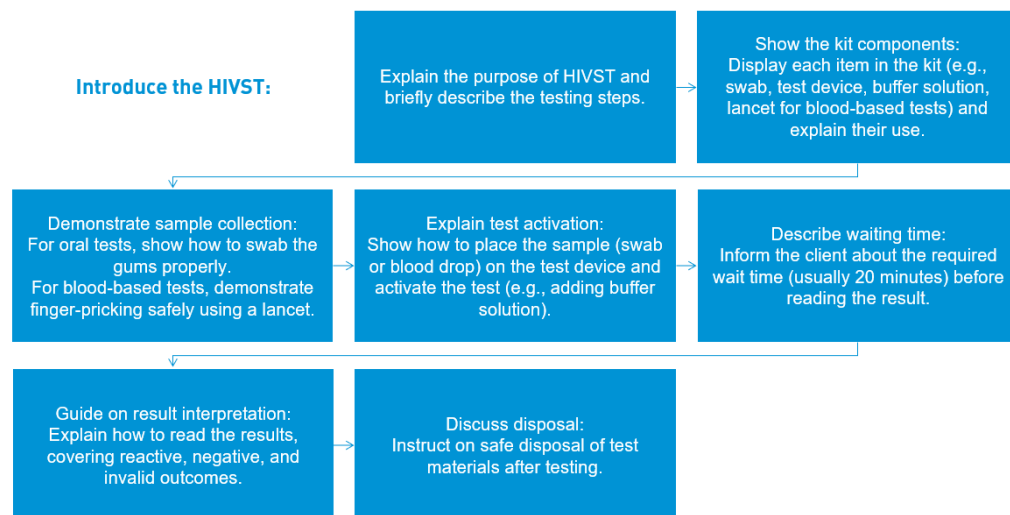 Introduce the HIVST:
Explain the purpose of HIVST and
briefly describe the testing steps.
Show the kit components:
Display each item in the kit (e.g.,
swab, test device, buffer solution,
lancet for blood-based tests) and
explain their use.
Demonstrate sample collection:
For oral tests, show how to swab the
gums properly.
For blood-based tests, demonstrate
finger-pricking safely using a lancet.
Explain test activation:
Show how to place the sample (swab
or blood drop) on the test device and
activate the test (e.g., adding buffer
solution).
Describe waiting time:
Inform the client about the required
wait time (usually 20 minutes) before
reading the result.
Guide on result interpretation:
Explain how to read the results,
covering reactive, negative, and
invalid outcomes.
Discuss disposal:
Instruct on safe disposal of test
materials after testing.